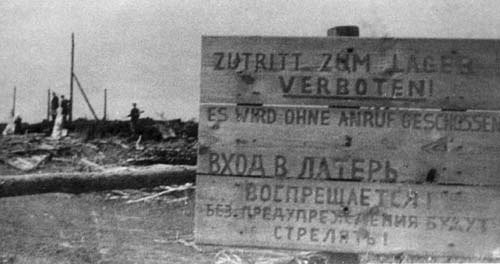 ZUTRITT ZUM LAGER
VERBOTEN!
ES WIRD OHNE ANRUF GESCHOSSEN
ВХОД В ЛАГЕРЬ
ВОСПРЕЩАЕТСЯ!
БЕЗ ПРЕДУПРЕЖДЕНИЯ БУДУТ
СТРЕЛЯТЬ!